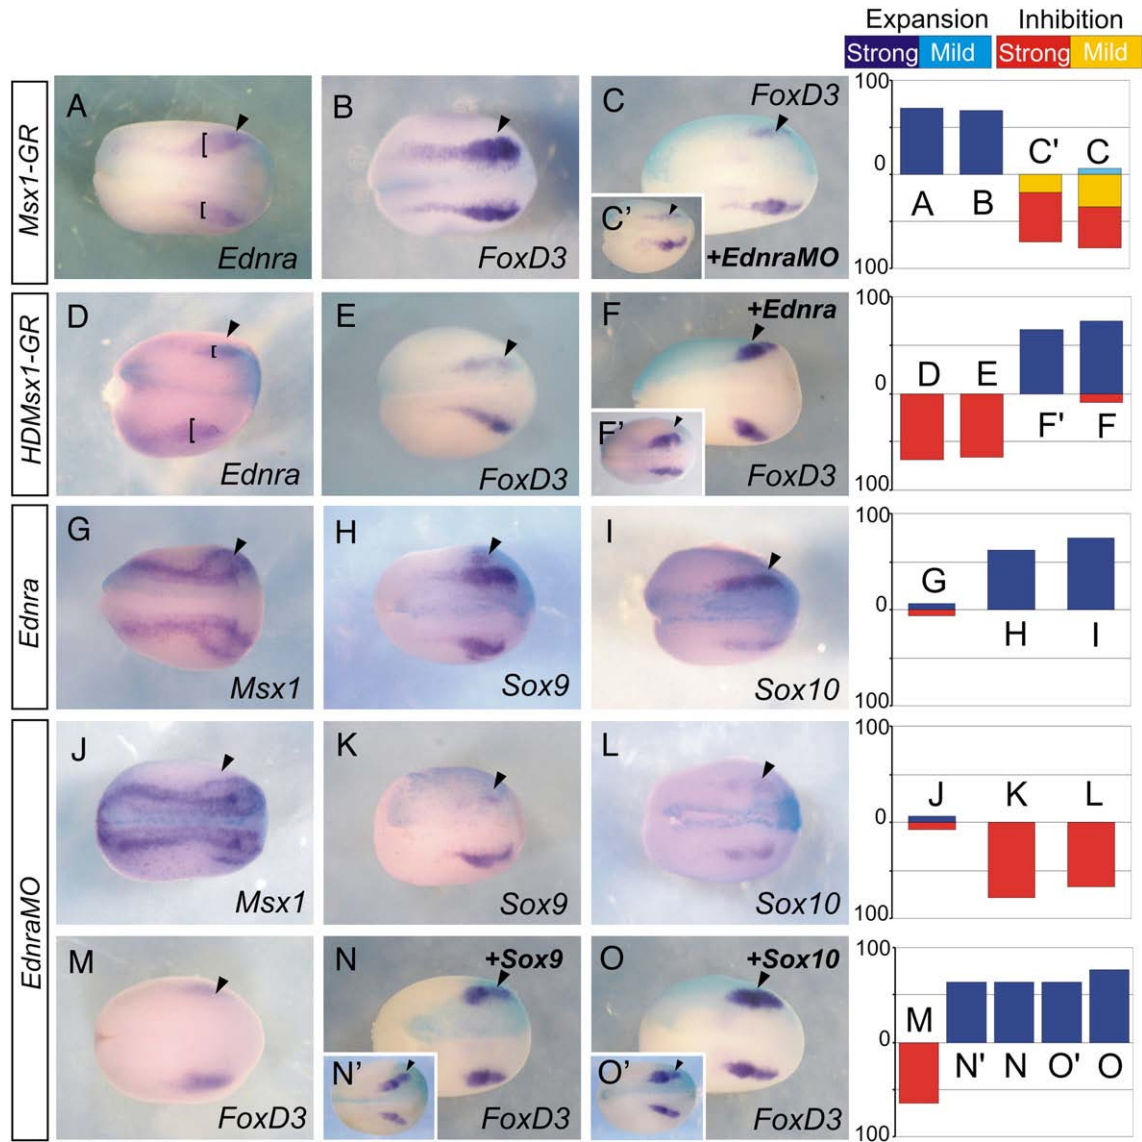 Expansion Inhibition
Strong Mild Strong Mild
Msx1-GR
A
Ednra
B
FoxD3
C
FoxD3
C'
+EdnraMO
100
0
100
A
B
C'
C
HDMsx1-GR
D
Ednra
E
FoxD3
F
+Ednra
F'
FoxD3
100
0
100
D
E
F'
F
Ednra
G
Msx1
H
Sox9
I
Sox10
100
0
100
G
H
I
EdnraMO
J
Msx1
K
Sox9
L
Sox10
100
0
100
J
K
L
M
FoxD3
N
+Sox9
N'
FoxD3
O
+Sox10
O'
FoxD3
100
0
100
M
N'
N
O'
O